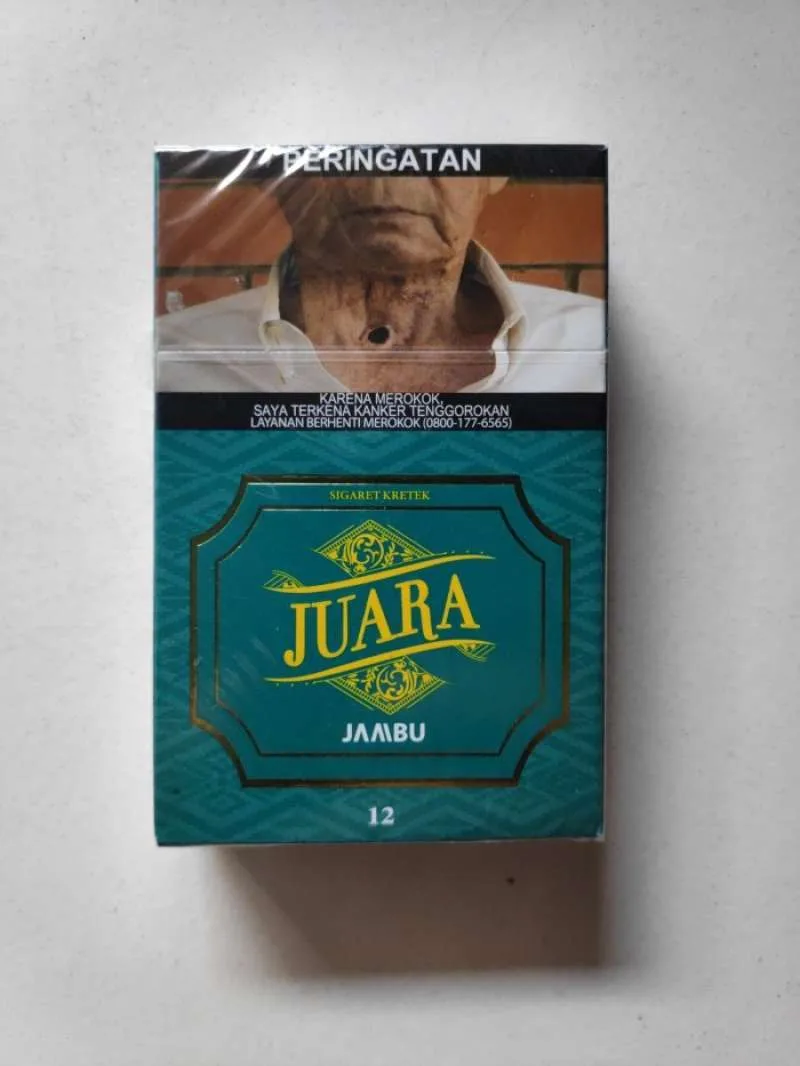 PERINGATAN
KARENA MEROKOK,
SAYA TERKENA KANKER TENGGOROKAN
LAYANAN BERHENTI MEROKOK (0800-177-6565)
SIGARET KRETEK
JUARA
JAMBU
12